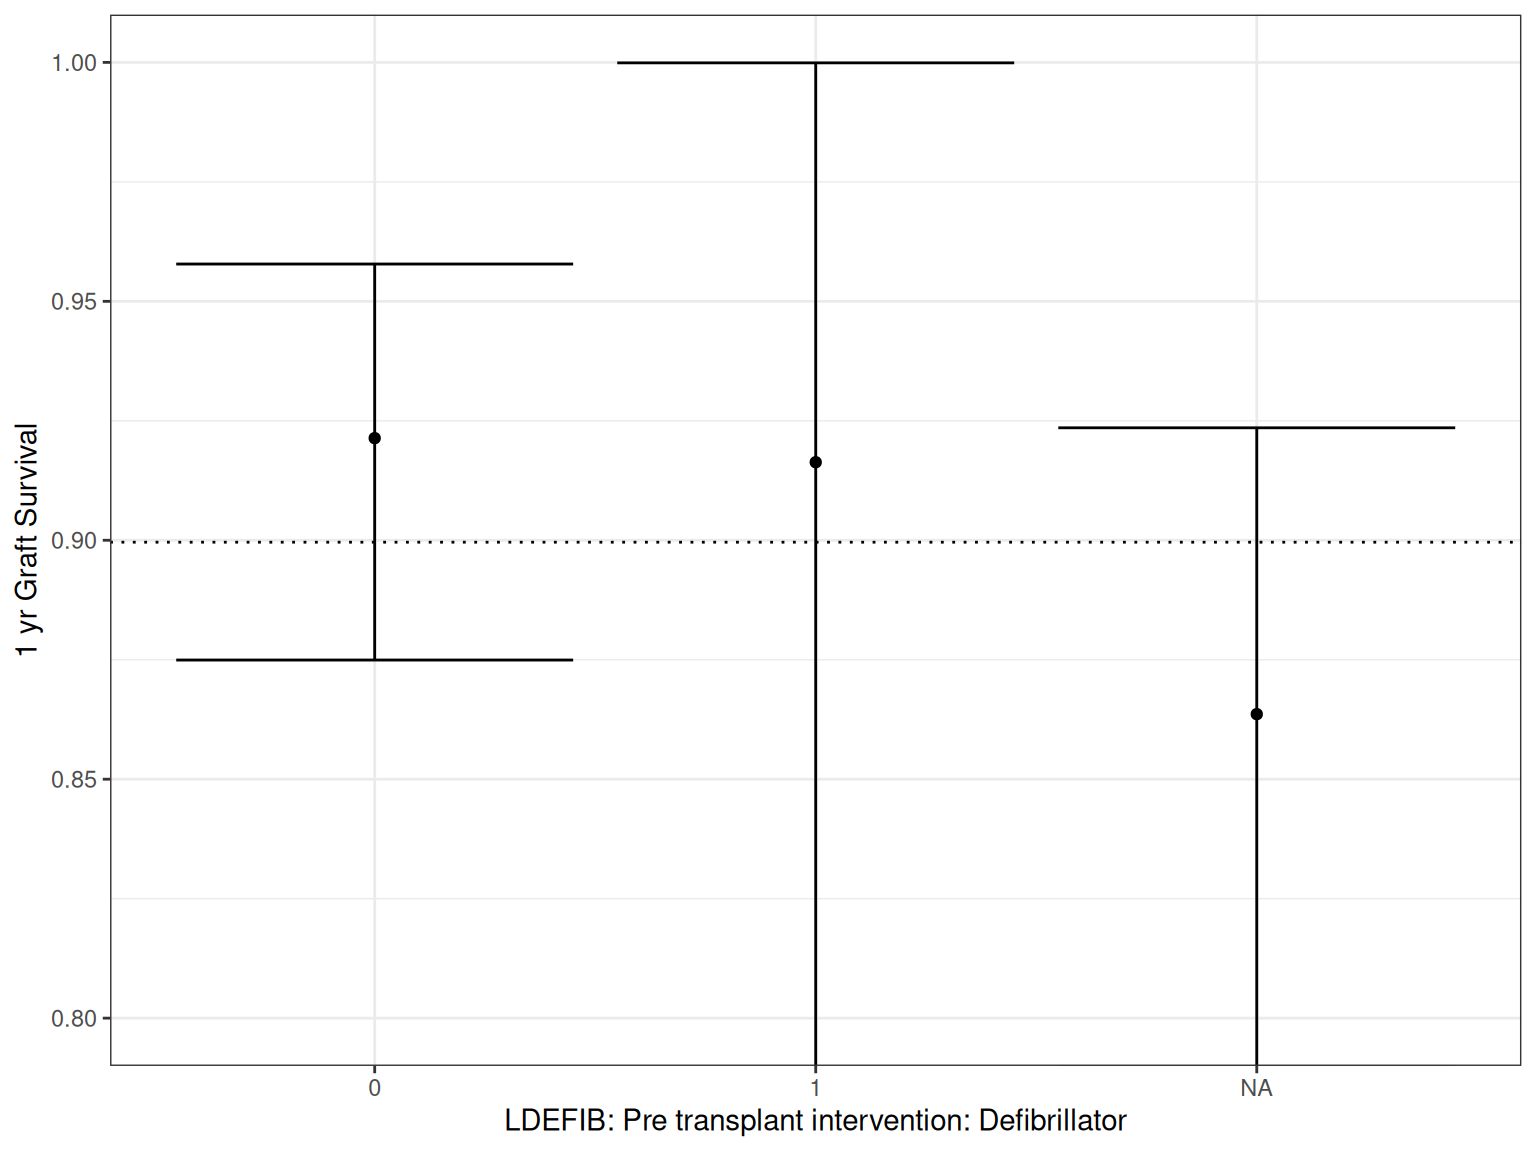 1.00
0.95
0.90
0.85
0.80
1 yr Graft Survival
0
1
NA
LDEFIB: Pre transplant intervention: Defibrillator